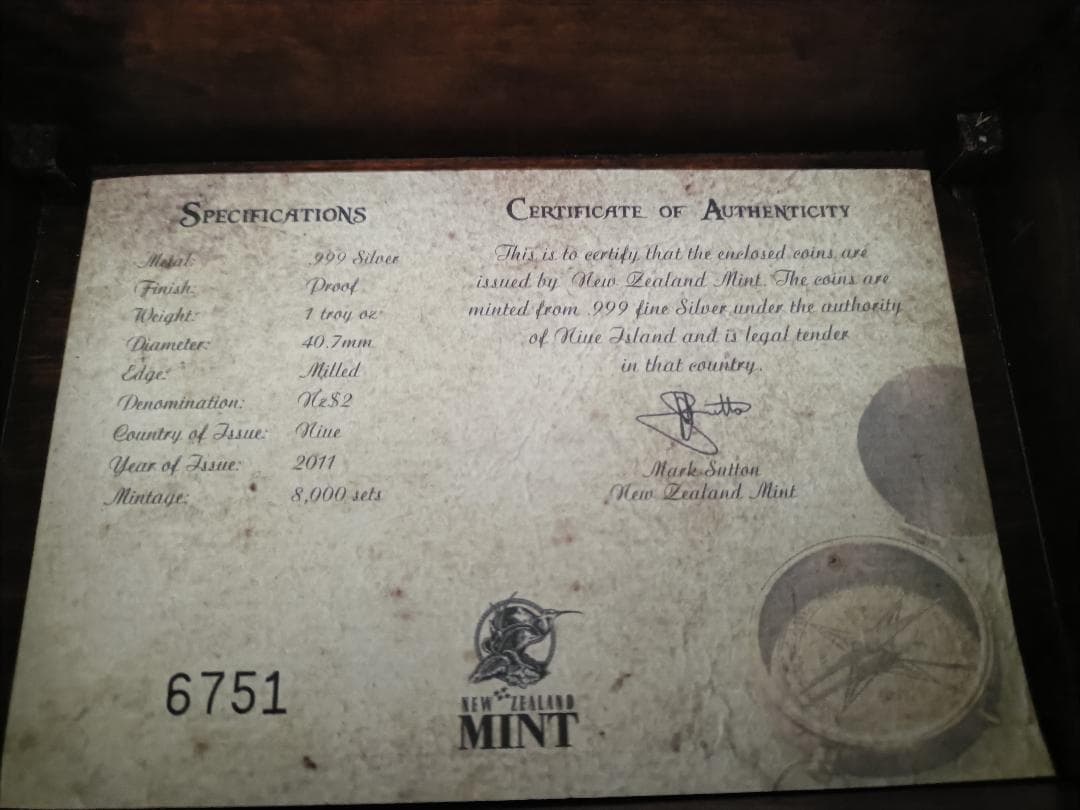 SPECIFICATIONS
Metal: .999 Silver
Finish: Proof
Weight: 1 troy oz
Diameter: 40.7mm
Edge: Milled
Denomination: NZ$2
Country of Issue: Niue
Year of Issue: 2011
Mintage: 8,000 sets
6751
CERTIFICATE OF AUTHENTICITY
This is to certify that the enclosed coins are
issued by New Zealand Mint. The coins are
minted from .999 fine Silver under the authority
of Niue Island and is legal tender
in that country.
Mark Sutton
New Zealand Mint
NEW ZEALAND
MINT